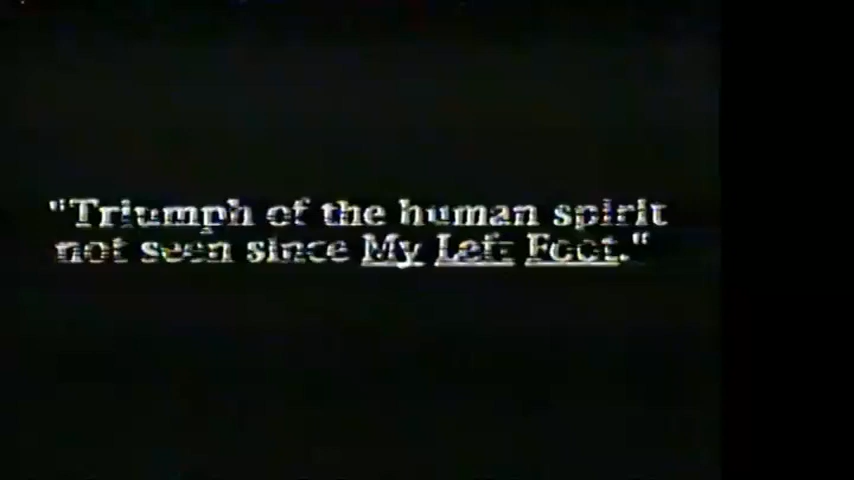 "Triumph of the human spirit
not seen since My Left Foot."